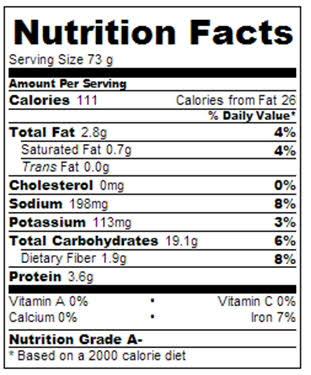 Nutrition Facts
Serving Size 73 g
Amount Per Serving
Calories 111 Calories from Fat 26
% Daily Value*
Total Fat 2.8g 4%
Saturated Fat 0.7g 4%
Trans Fat 0.0g
Cholesterol 0mg 0%
Sodium 198mg 8%
Potassium 113mg 3%
Total Carbohydrates 19.1g 6%
Dietary Fiber 1.9g 8%
Protein 3.6g
Vitamin A 0% • Vitamin C 0%
Calcium 0% • Iron 7%
Nutrition Grade A-
* Based on a 2000 calorie diet